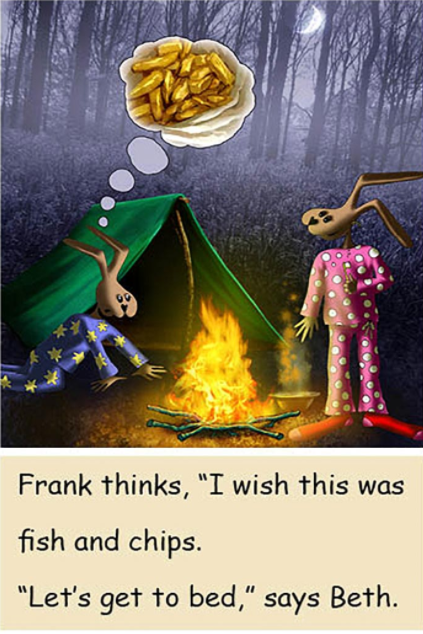 Frank thinks, “I wish this was
fish and chips.
“Let’s get to bed,” says Beth.